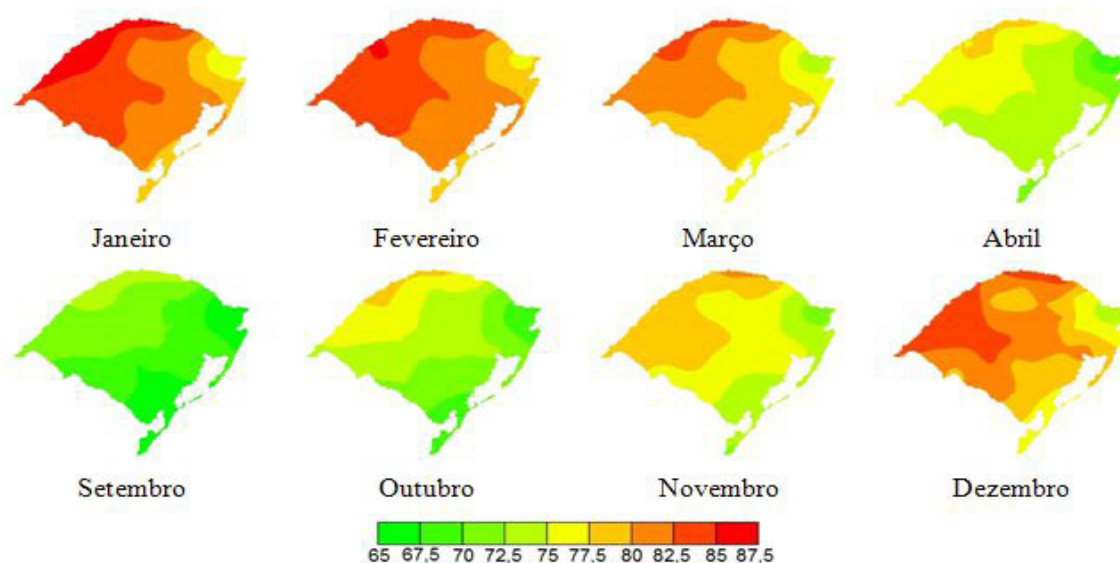 Janeiro Fevereiro Março Abril
Setembro Outubro Novembro Dezembro
65 67,5 70 72,5 75 77,5 80 82,5 85 87,5